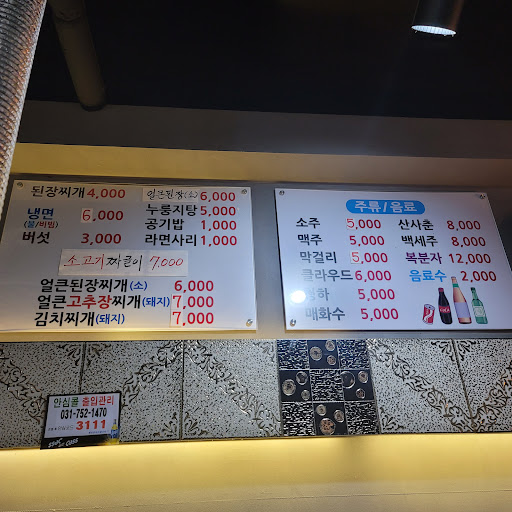 된장찌개 4,000 얼큰된장(소) 6,000
냉면 (물/비빔) 6,000 누룽지탕 5,000
공기밥 1,000
버섯 3,000 라면사리 1,000
소고기짜글이 7,000
얼큰된장찌개(소) 6,000
얼큰고추장찌개(돼지) 7,000
김치찌개(돼지) 7,000
주류/음료
소주 5,000 산사춘 8,000
맥주 5,000 백세주 8,000
막걸리 5,000 복분자 12,000
클라우드 6,000 음료수 2,000
청하 5,000
매화수 5,000
안심콜 출입관리
031-752-1470
3111